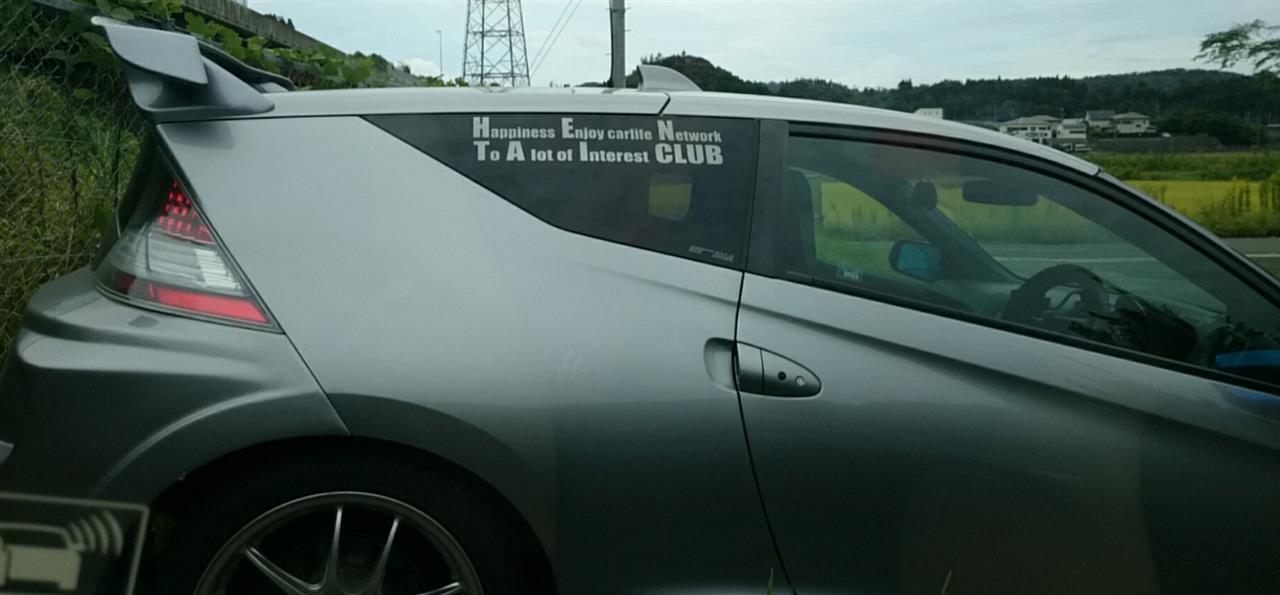 Happiness Enjoy carlife Network
To A lot of Interest CLUB